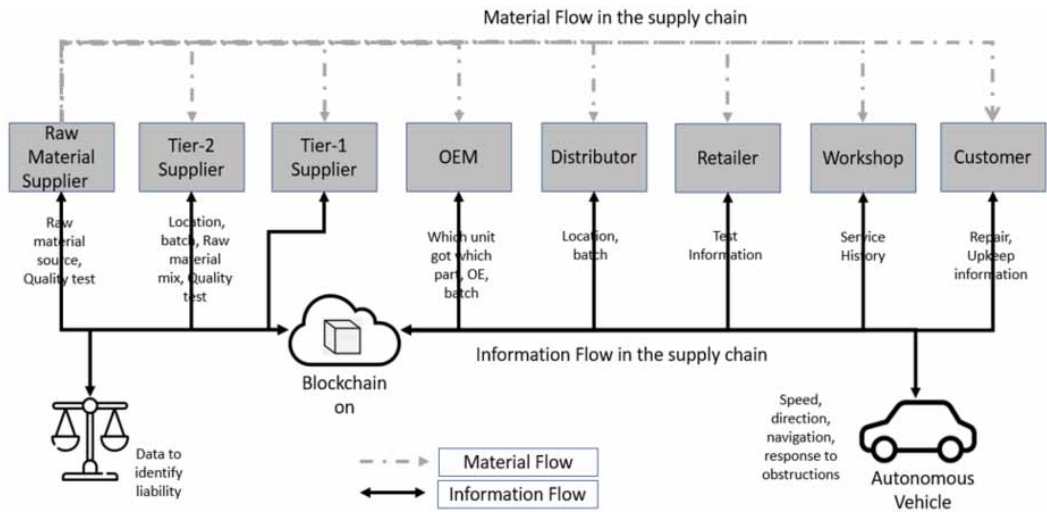 Material Flow in the supply chain
Raw
Material
Supplier
Tier-2
Supplier
Tier-1
Supplier
OEM
Distributor
Retailer
Workshop
Customer
Raw
material
source,
Quality test
Location,
batch, Raw
material
mix, Quality
test
Which unit
got which
part, OE,
batch
Location,
batch
Test
Information
Service
History
Repair,
Upkeep
information
Information Flow in the supply chain
Blockchain
on
Data to
identify
liability
Speed,
direction,
navigation,
response to
obstructions
Autonomous
Vehicle
Material Flow
Information Flow